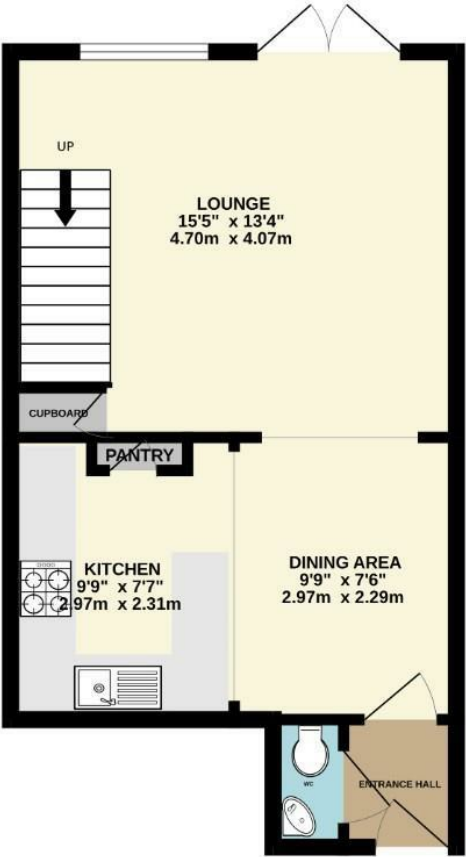 UP
LOUNGE
15'5" x 13'4"
4.70m x 4.07m
CUPBOARD
PANTRY
KITCHEN
9'9" x 7'7"
2.97m x 2.31m
DINING AREA
9'9" x 7'6"
2.97m x 2.29m
WC
ENTRANCE HALL